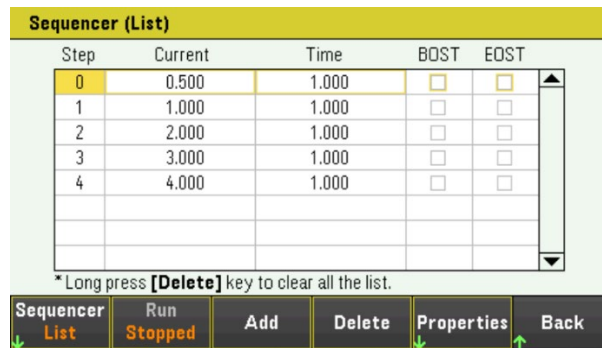 Sequencer (List)
Step Current Time BOST EOST
0 0.500 1.000
1 1.000 1.000
2 2.000 1.000
3 3.000 1.000
4 4.000 1.000
*Long press [Delete] key to clear all the list.
Sequencer Run Add Delete Properties Back
List Stopped